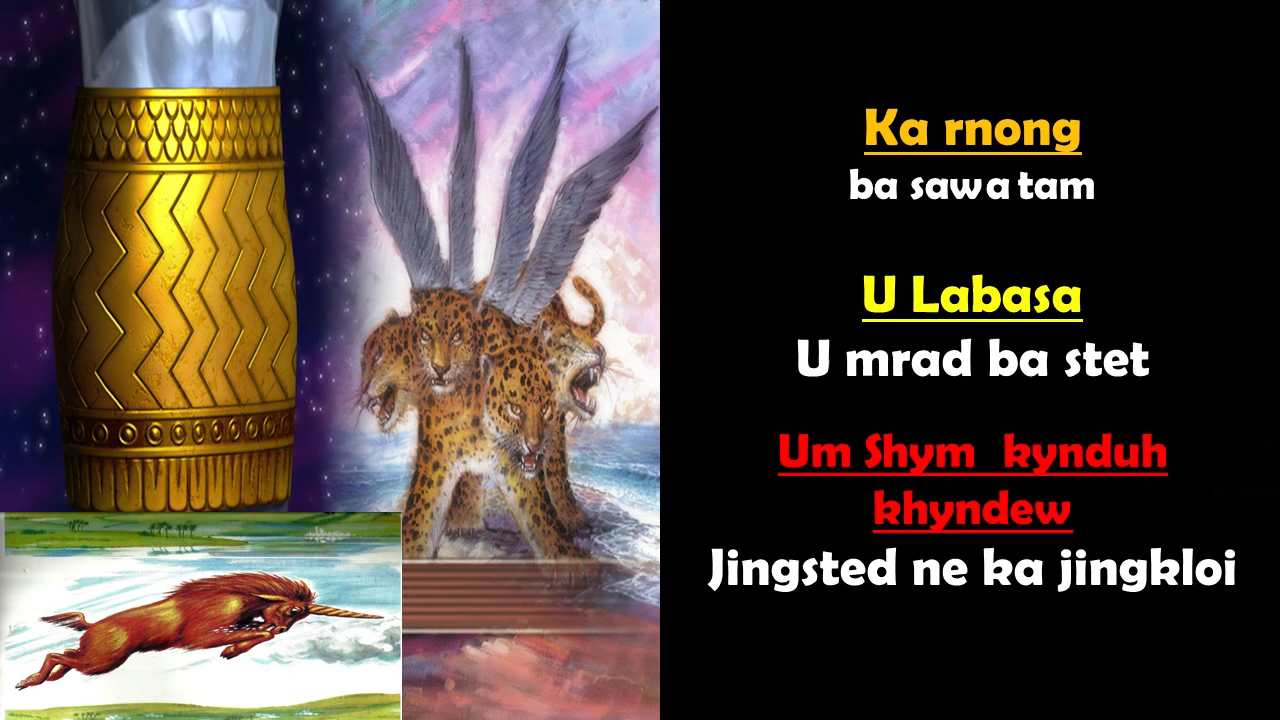 Ka rnong
ba sawa tam
U Labasa
U mrad ba stet
Um Shym kynduh
khyndew
Jingsted ne ka jingkloi